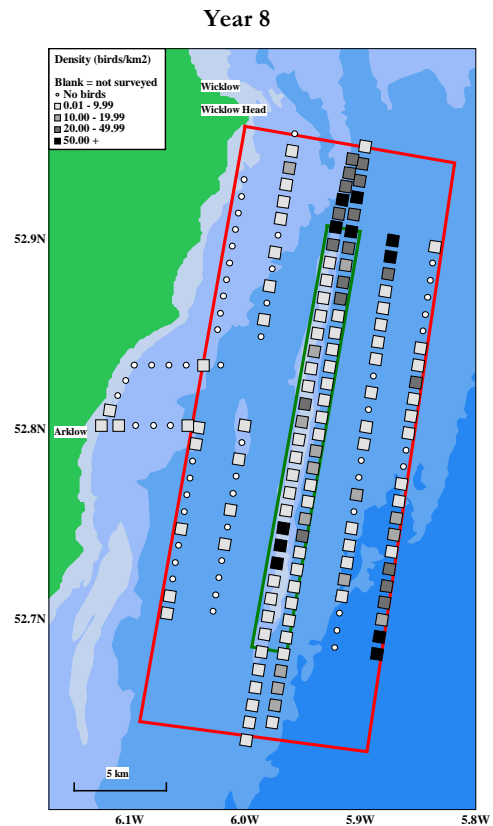 Year 8
Density (birds/km2)
Blank = not surveyed
No birds
0.01 - 9.99
10.00 - 19.99
20.00 - 49.99
50.00 +
Wicklow
Wicklow Head
52.9N
52.8N
Arklow
52.7N
5 km
6.1W
6.0W
5.9W
5.8W